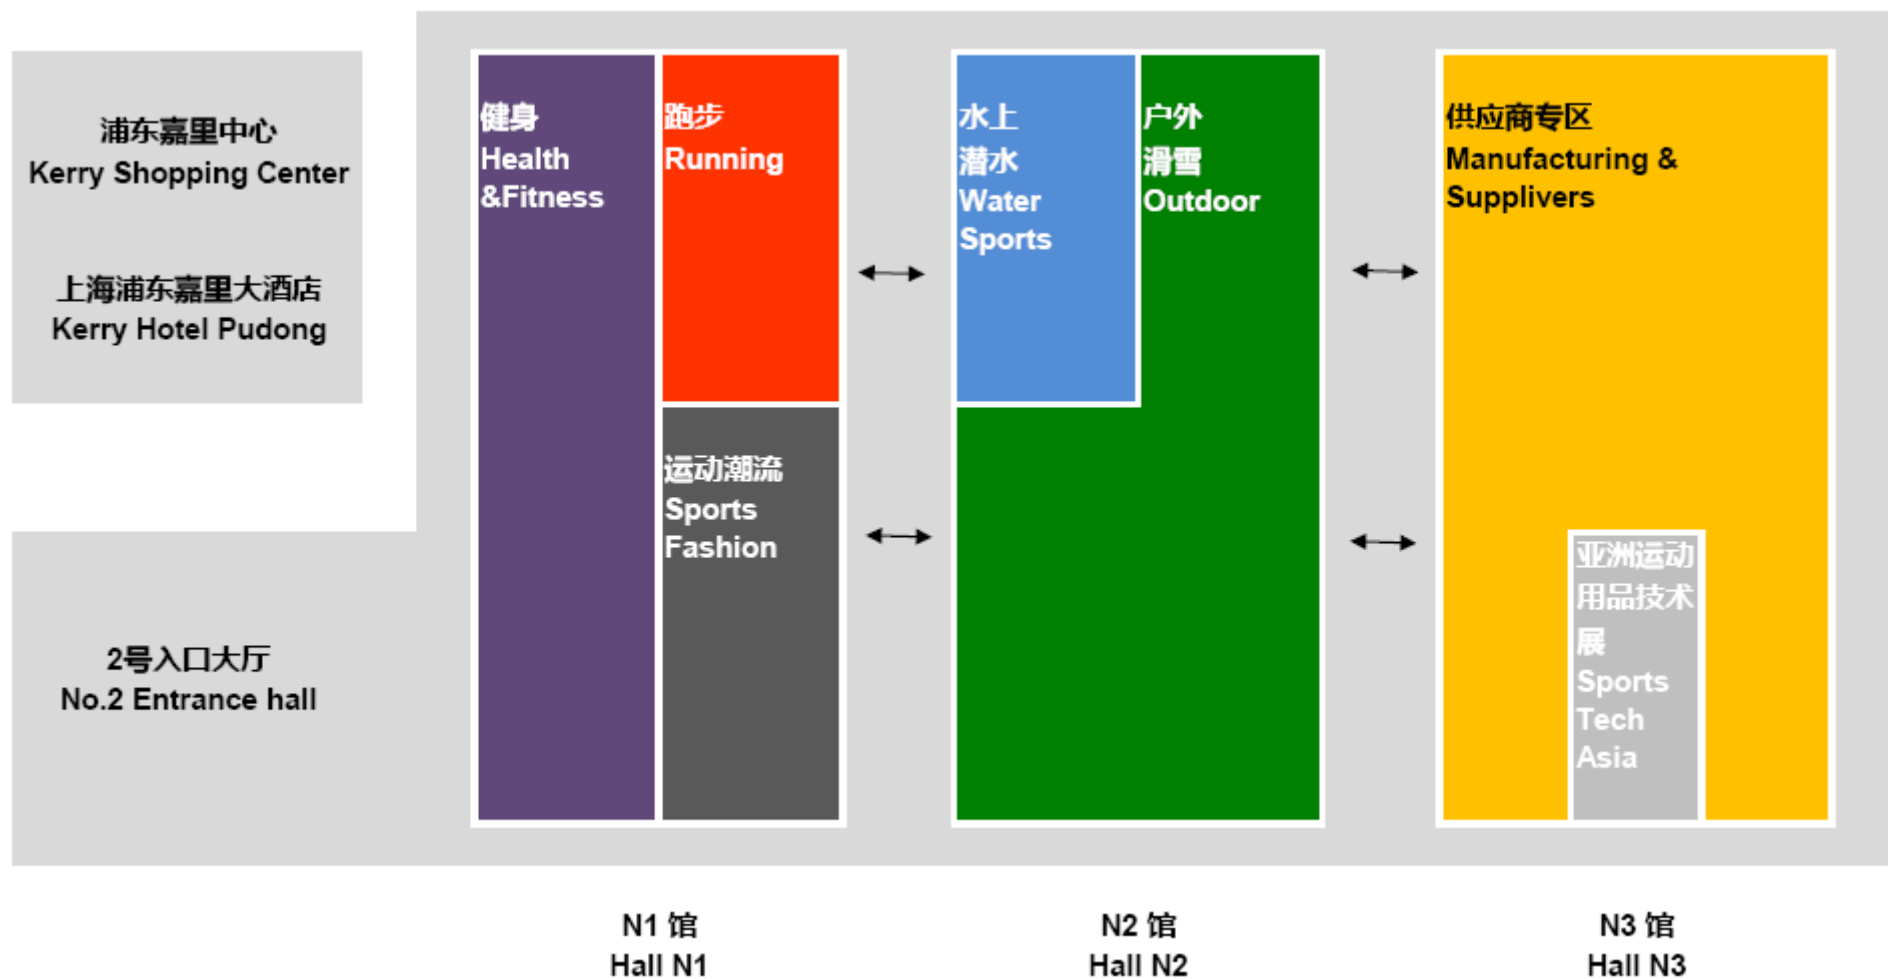 浦东嘉里中心
Kerry Shopping Center
上海浦东嘉里大酒店
Kerry Hotel Pudong
2号入口大厅
No.2 Entrance hall
健身
Health
&Fitness
跑步
Running
运动潮流
Sports
Fashion
水上
潜水
Water
Sports
户外
滑雪
Outdoor
供应商专区
Manufacturing &
Supplivers
亚洲运动
用品技术
展
Sports
Tech
Asia
N1 馆
Hall N1
N2 馆
Hall N2
N3 馆
Hall N3